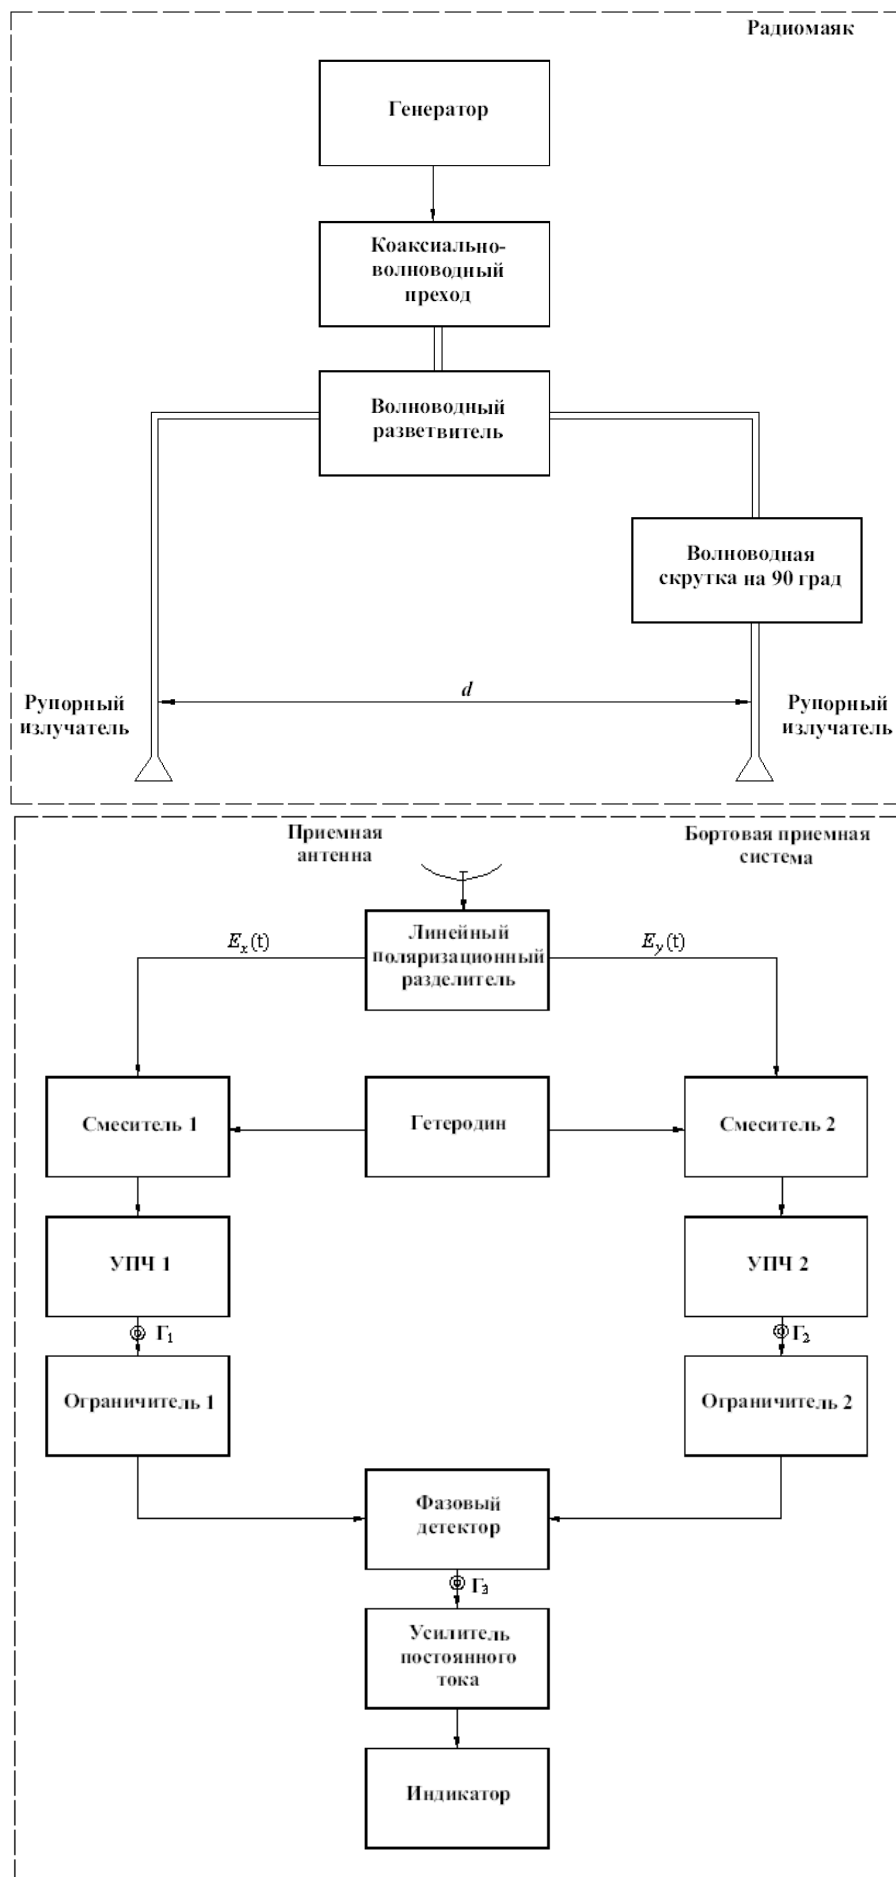 Радиомаяк
Генератор
Коаксиально-
волноводный
преход
Волноводный
разветвитель
Волноводная
скрутка на 90 град
d
Рупорный
излучатель
Рупорный
излучатель
Приемная
антенна
Бортовая приемная
система
Линейный
поляризационный
разделитель
E_x(t)
E_y(t)
Смеситель 1
Гетеродин
Смеситель 2
УПЧ 1
УПЧ 2
Г₁
Г₂
Ограничитель 1
Ограничитель 2
Фазовый
детектор
Г₃
Усилитель
постоянного
тока
Индикатор